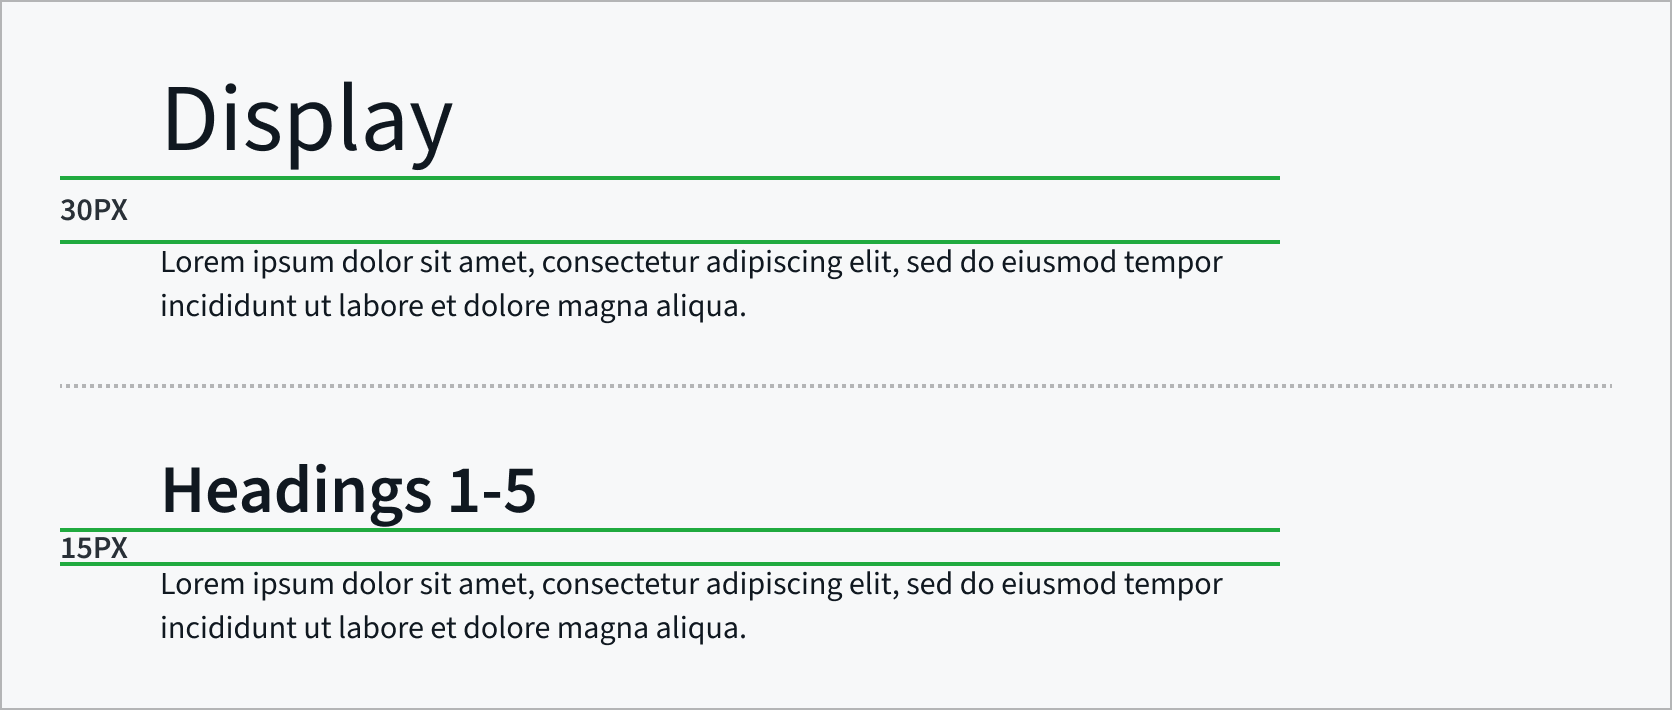 Display
30PX
Lorem ipsum dolor sit amet, consectetur adipiscing elit, sed do eiusmod tempor
incididunt ut labore et dolore magna aliqua.
Headings 1-5
15PX
Lorem ipsum dolor sit amet, consectetur adipiscing elit, sed do eiusmod tempor
incididunt ut labore et dolore magna aliqua.